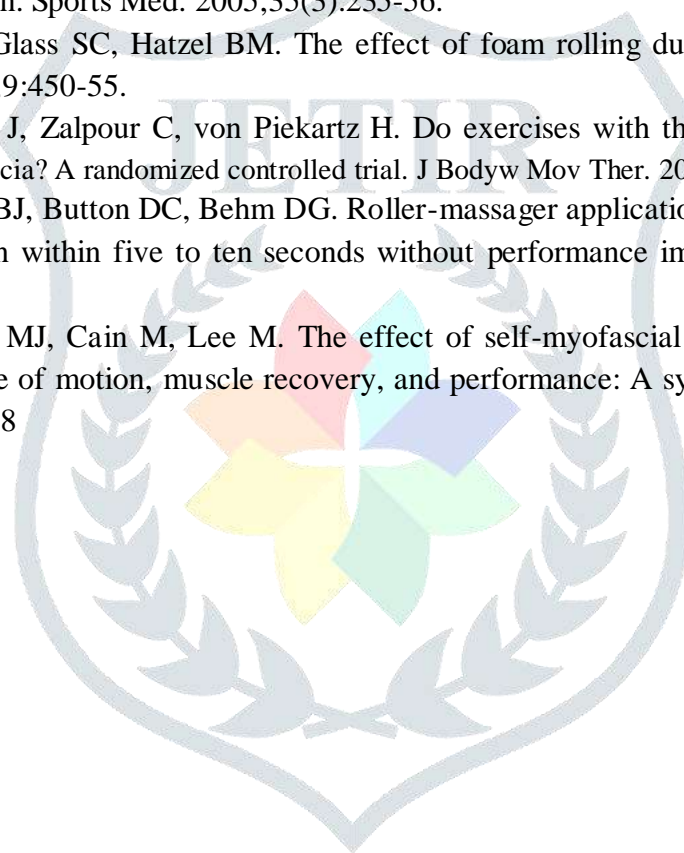 n. Sports Med. 2005;35(3):235-56.
Glass SC, Hatzel BM. The effect of foam rolling du
9:450-55.
JETIR
J, Zalpour C, von Piekartz H. Do exercises with th
cia? A randomized controlled trial. J Bodyw Mov Ther. 20
BJ, Button DC, Behm DG. Roller-massager applicatio
n within five to ten seconds without performance im
MJ, Cain M, Lee M. The effect of self-myofascial
e of motion, muscle recovery, and performance: A sy
8